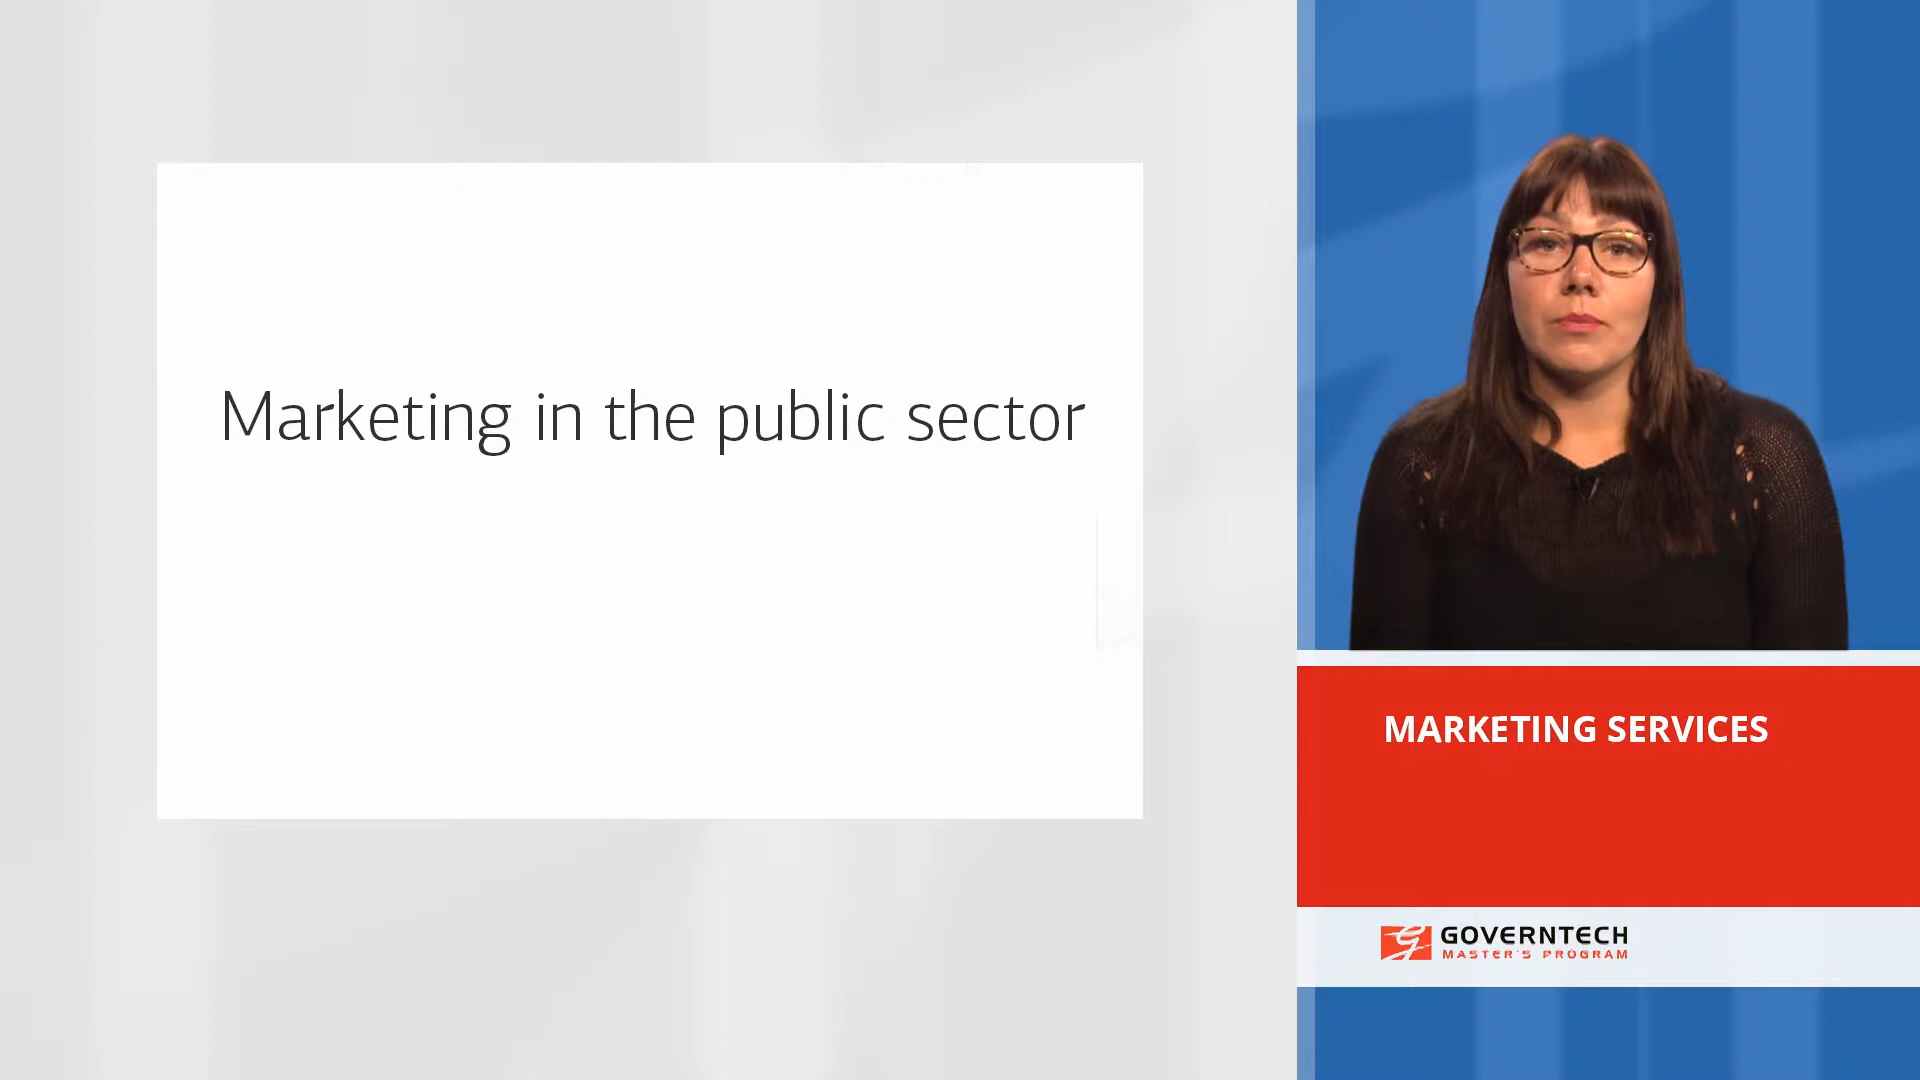 Marketing in the public sector
MARKETING SERVICES
GOVERNTECH
MASTER'S PROGRAM